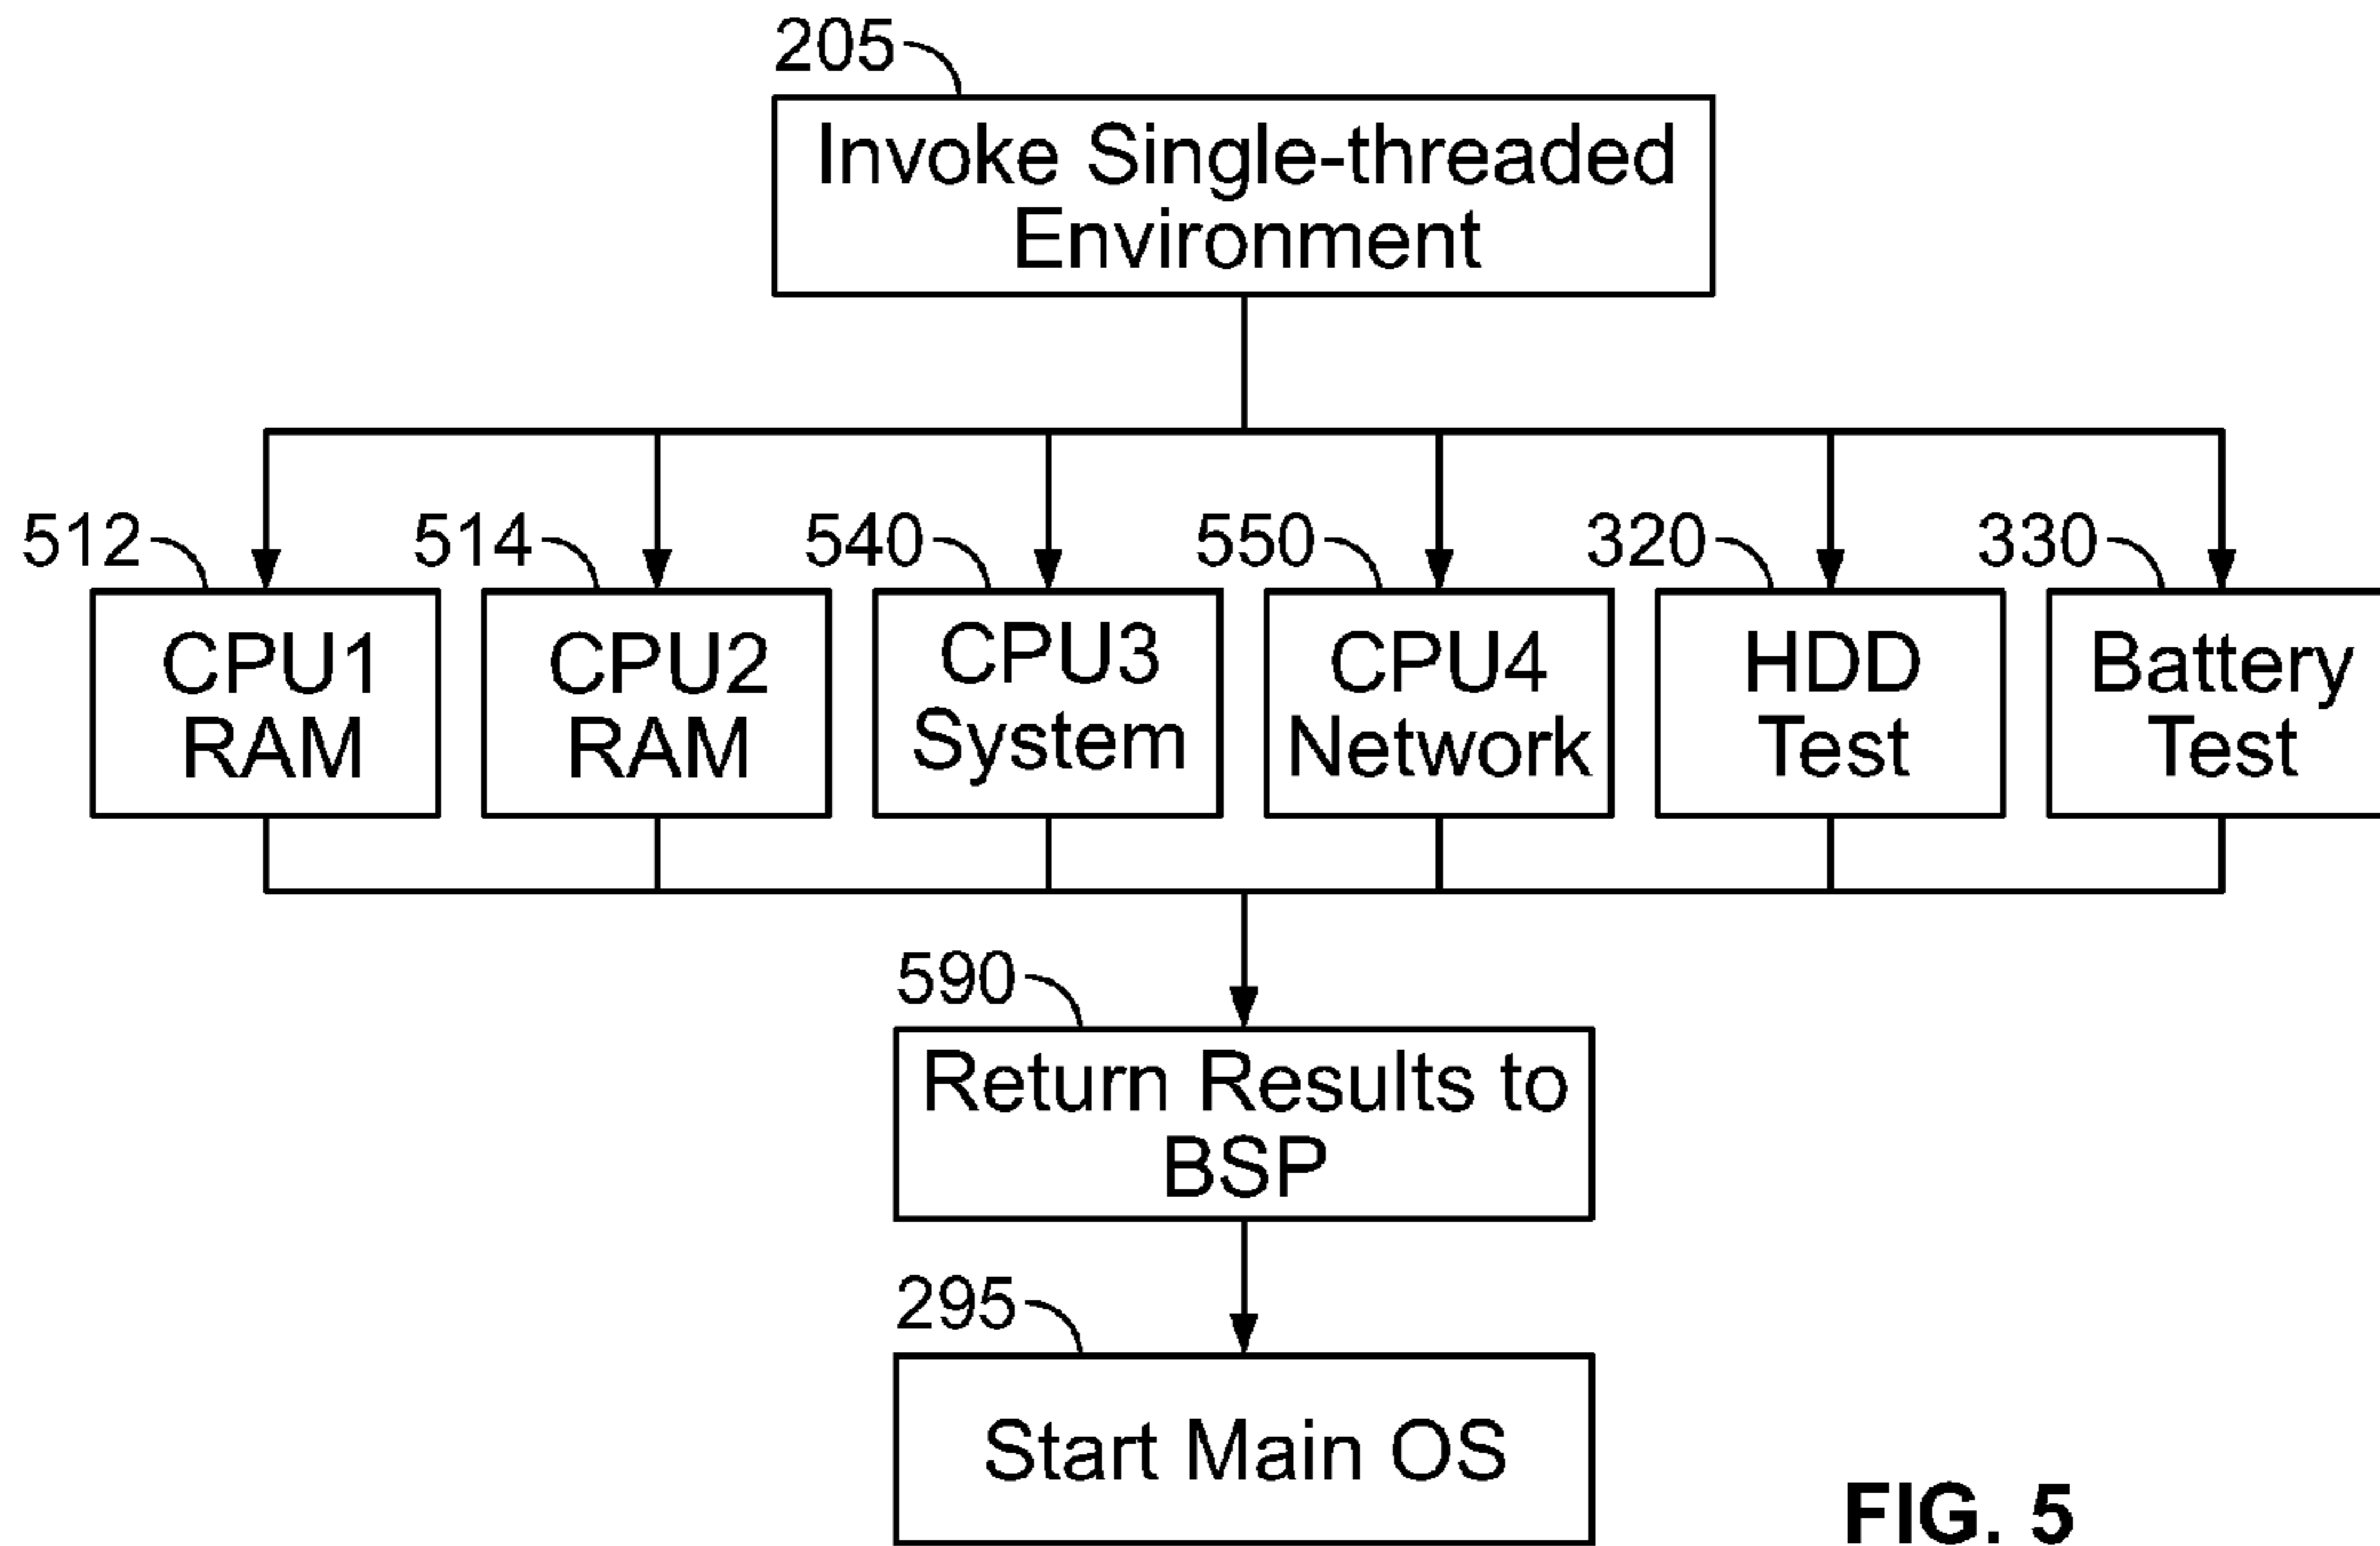 205
Invoke Single-threaded
Environment
512
CPU1
RAM
514
CPU2
RAM
540
CPU3
System
550
CPU4
Network
320
HDD
Test
330
Battery
Test
590
Return Results to
BSP
295
Start Main OS
FIG. 5